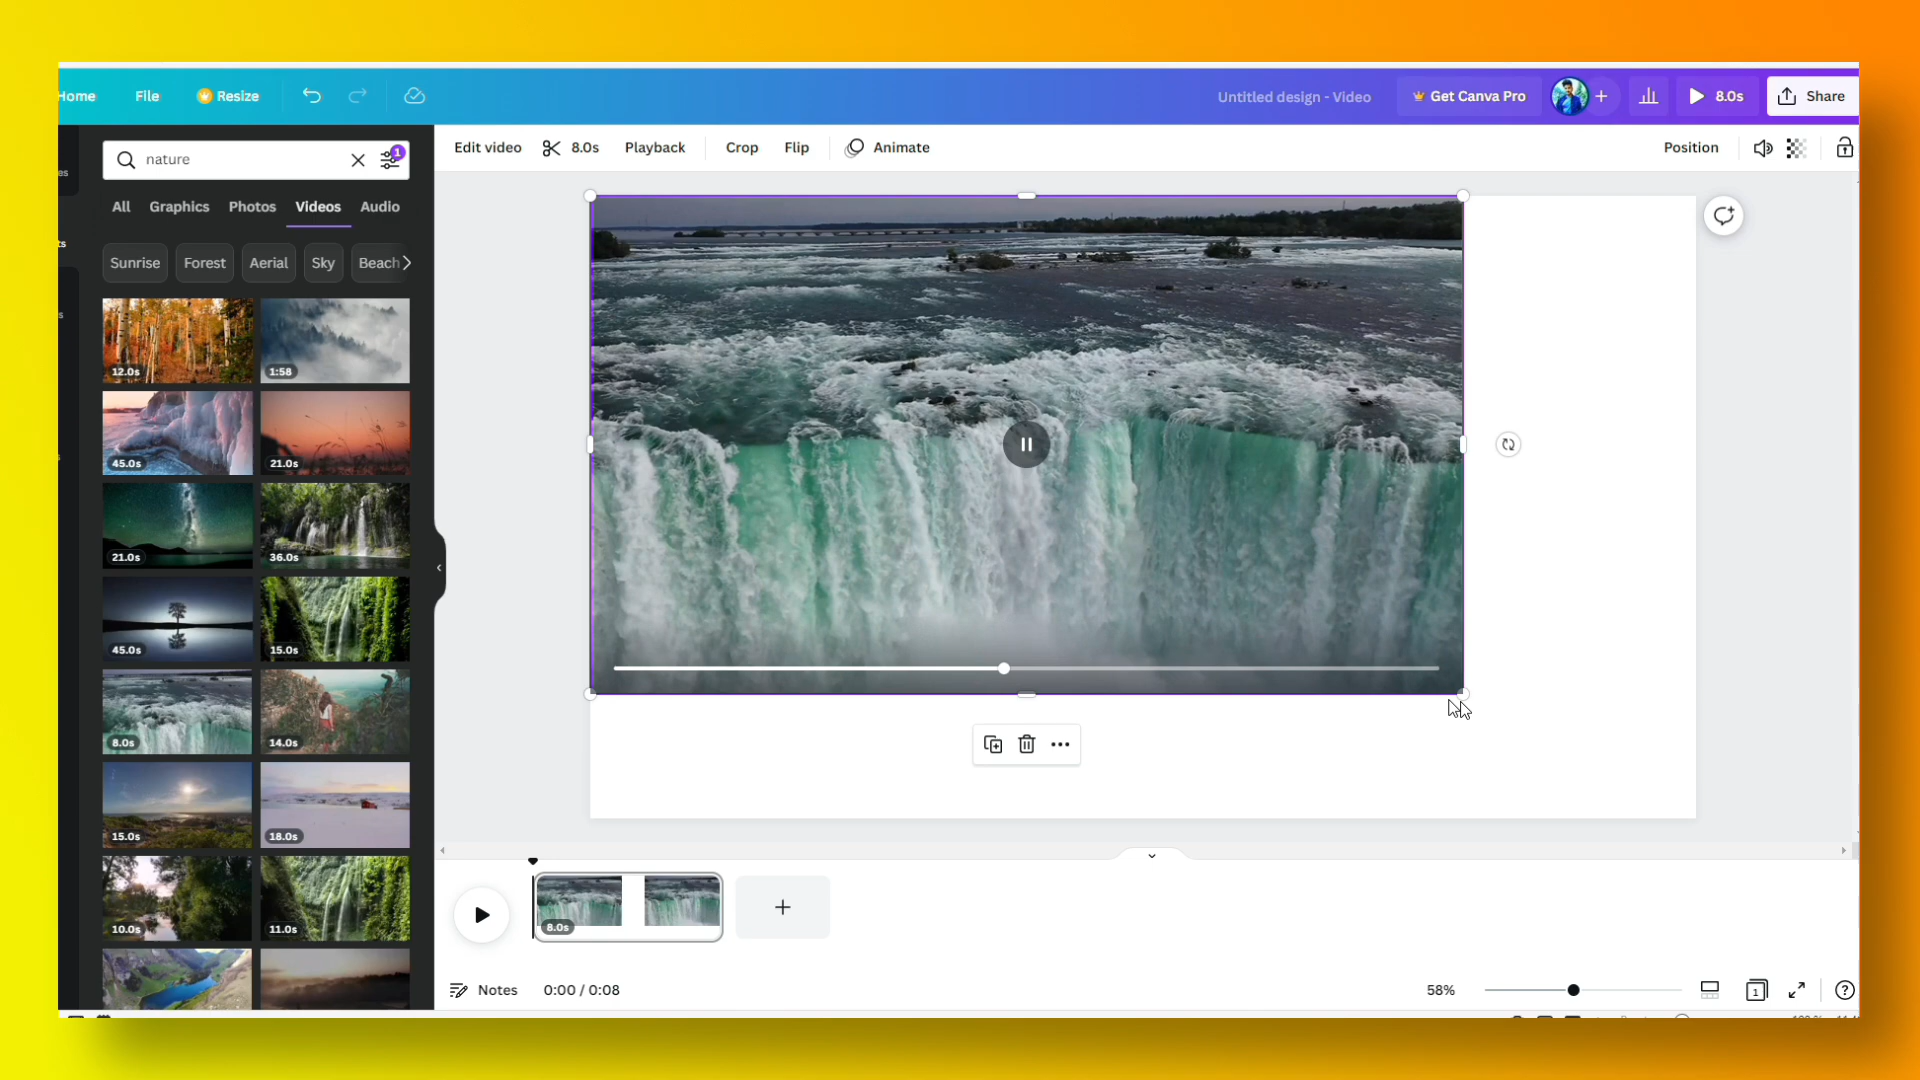 Home File Resize Untitled design - Video Get Canva Pro + 8.0s Share
nature 1
Edit video 8.0s Playback Crop Flip Animate Position
All Graphics Photos Videos Audio
Sunrise Forest Aerial Sky Beach
12.0s 1:58
45.0s 21.0s
21.0s 36.0s
45.0s 15.0s
8.0s 14.0s
15.0s 18.0s
10.0s 11.0s
8.0s
Notes 0:00 / 0:08 58% 1 ?